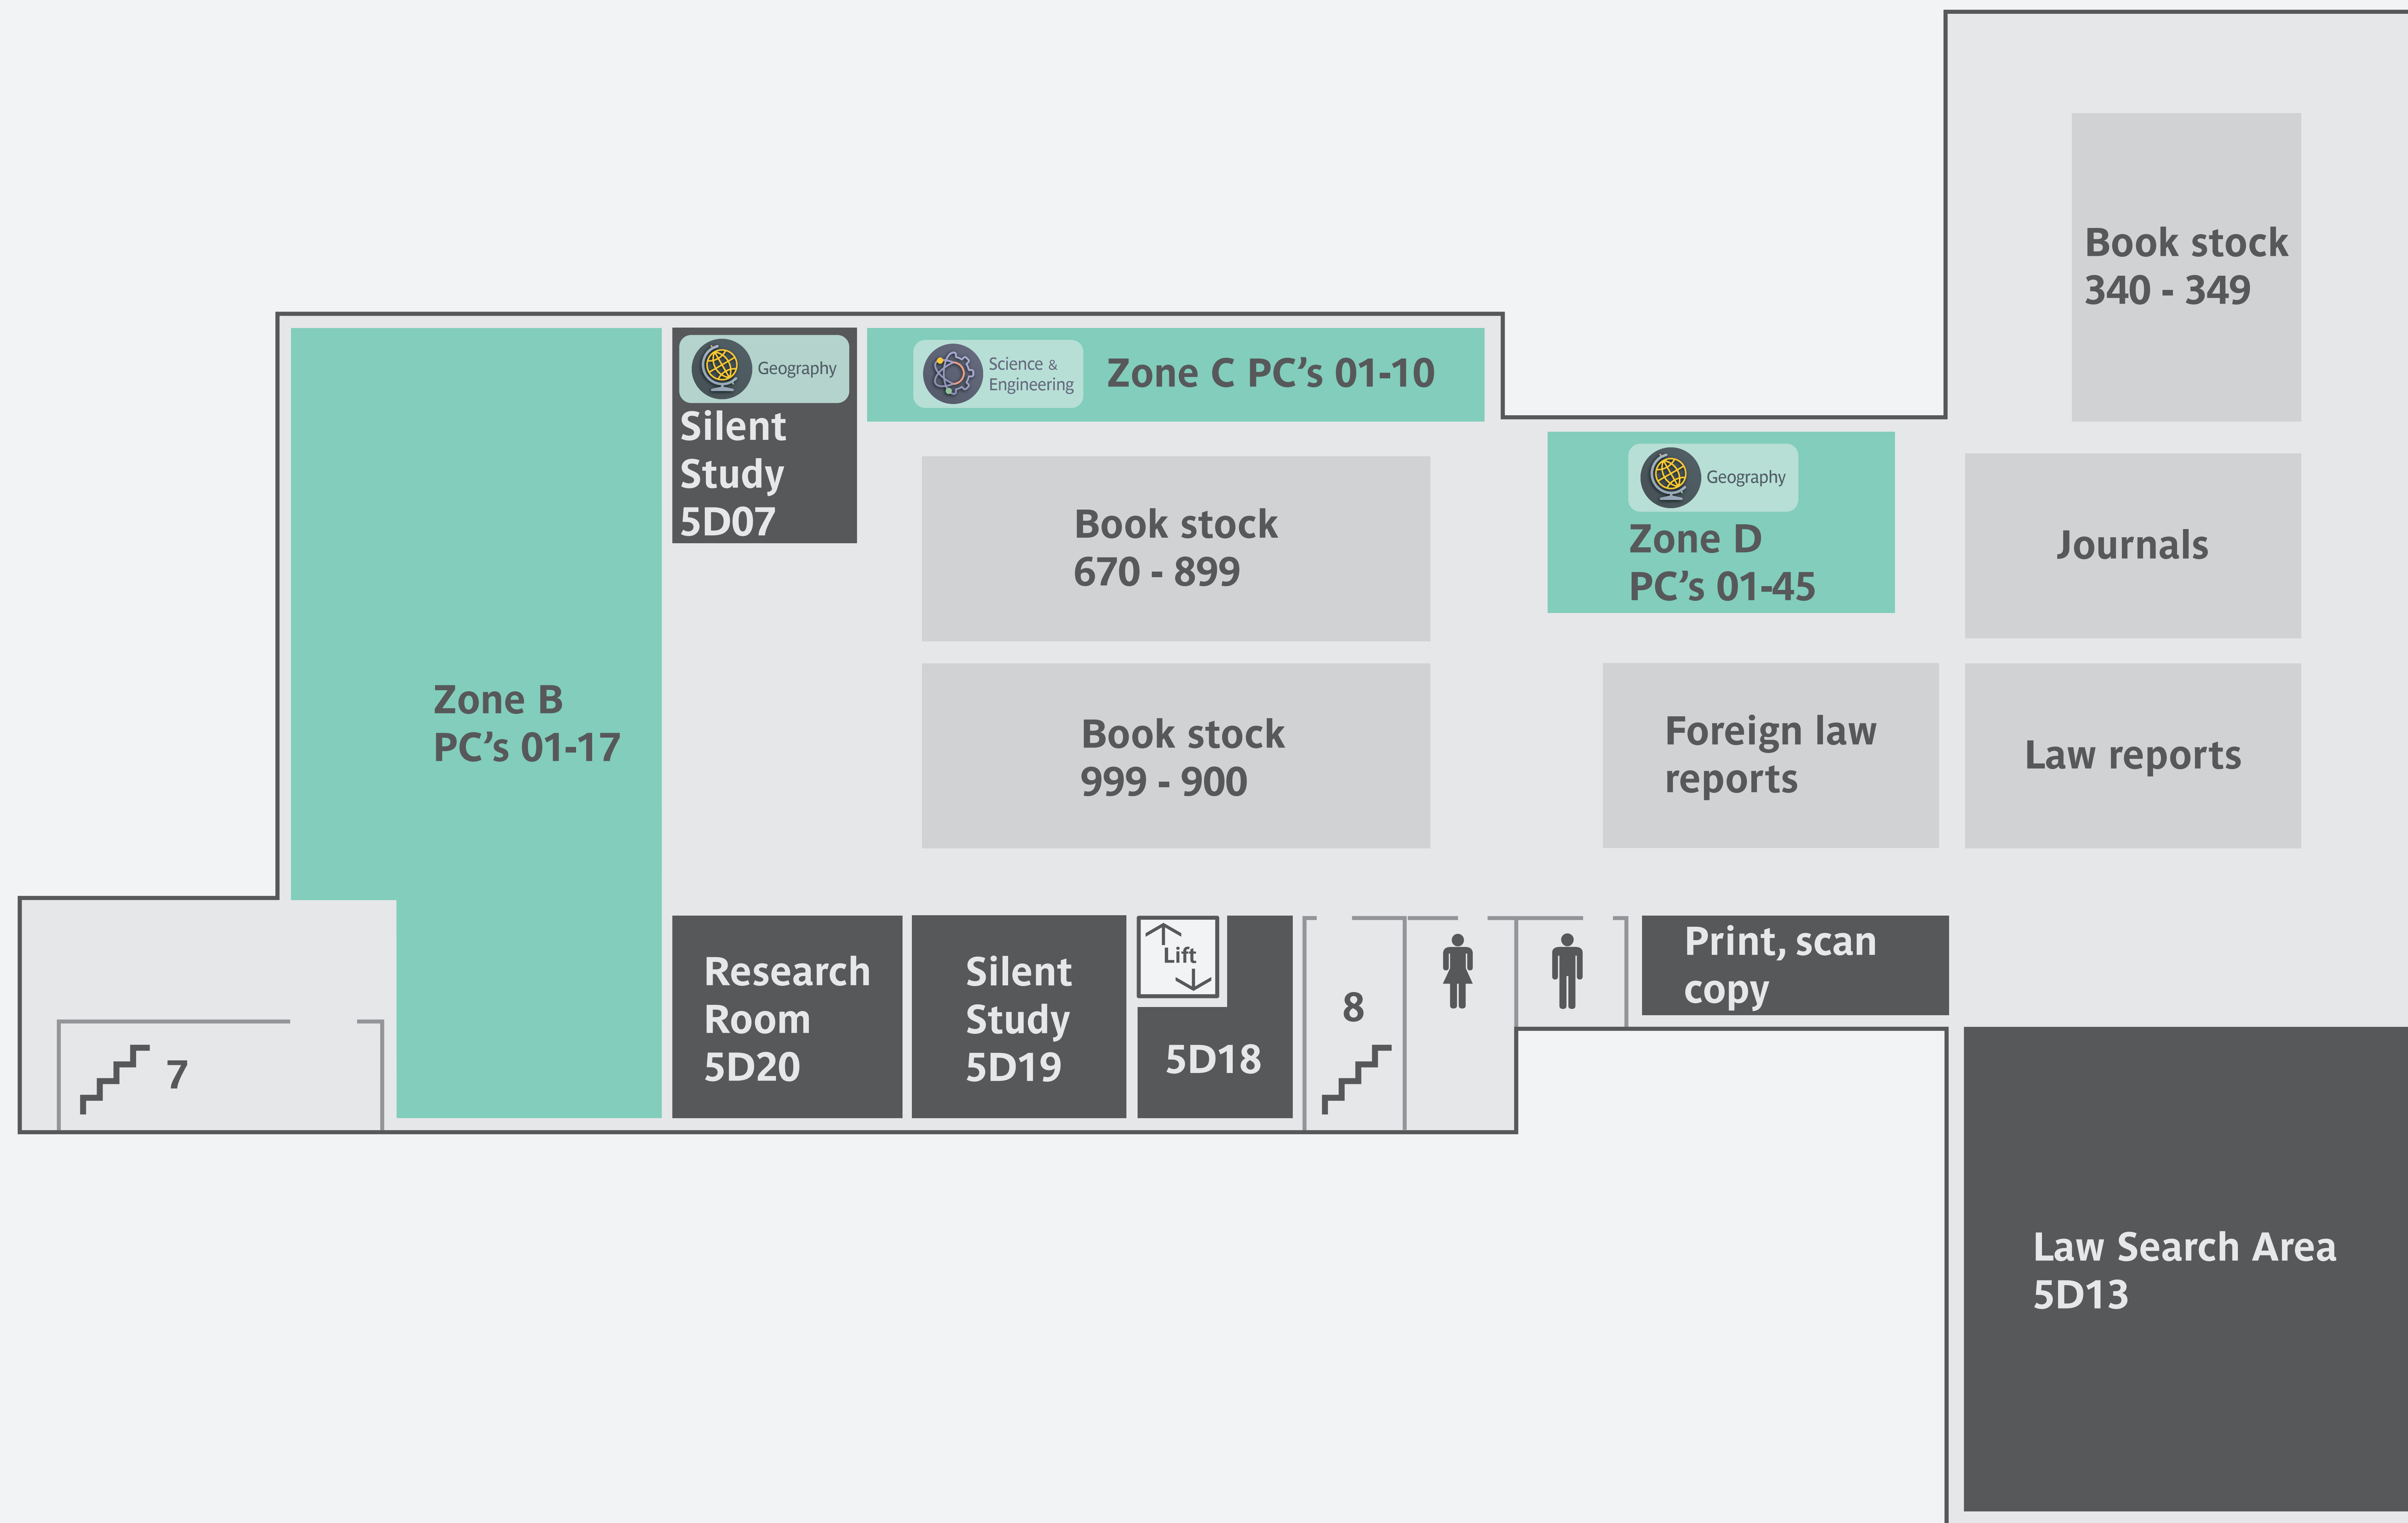 Book stock
340 - 349
Geography
Silent
Study
5D07
Science &
Engineering
Zone C PC’s 01-10
Geography
Zone D
PC’s 01-45
Book stock
670 - 899
Journals
Zone B
PC’s 01-17
Book stock
999 - 900
Foreign law
reports
Law reports
Research
Room
5D20
Silent
Study
5D19
Lift
5D18
8
Print, scan
copy
7
Law Search Area
5D13